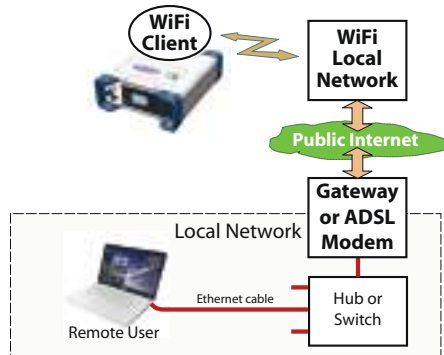 WiFi
Client
WiFi
Local
Network
Public Internet
Gateway
or ADSL
Modem
Local Network
Ethernet cable
Hub or
Switch
Remote User